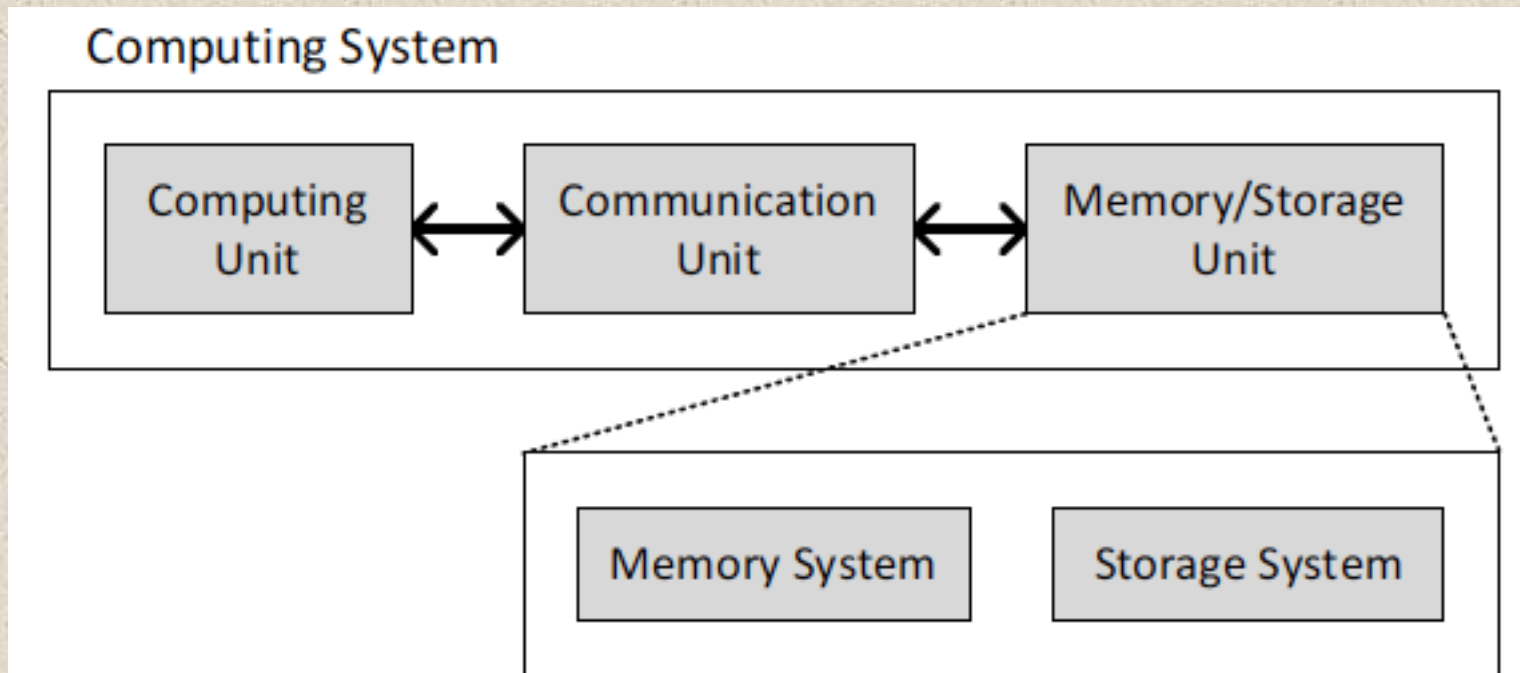 Computing System
Computing
Unit
Communication
Unit
Memory/Storage
Unit
Memory System
Storage System